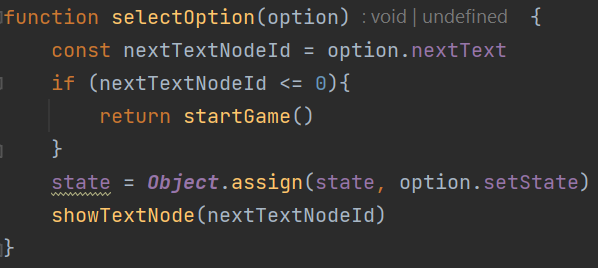 function selectOption(option) : void | undefined {
const nextTextNodeId = option.nextText
if (nextTextNodeId <= 0){
return startGame()
}
state = Object.assign(state, option.setState)
showTextNode(nextTextNodeId)
}